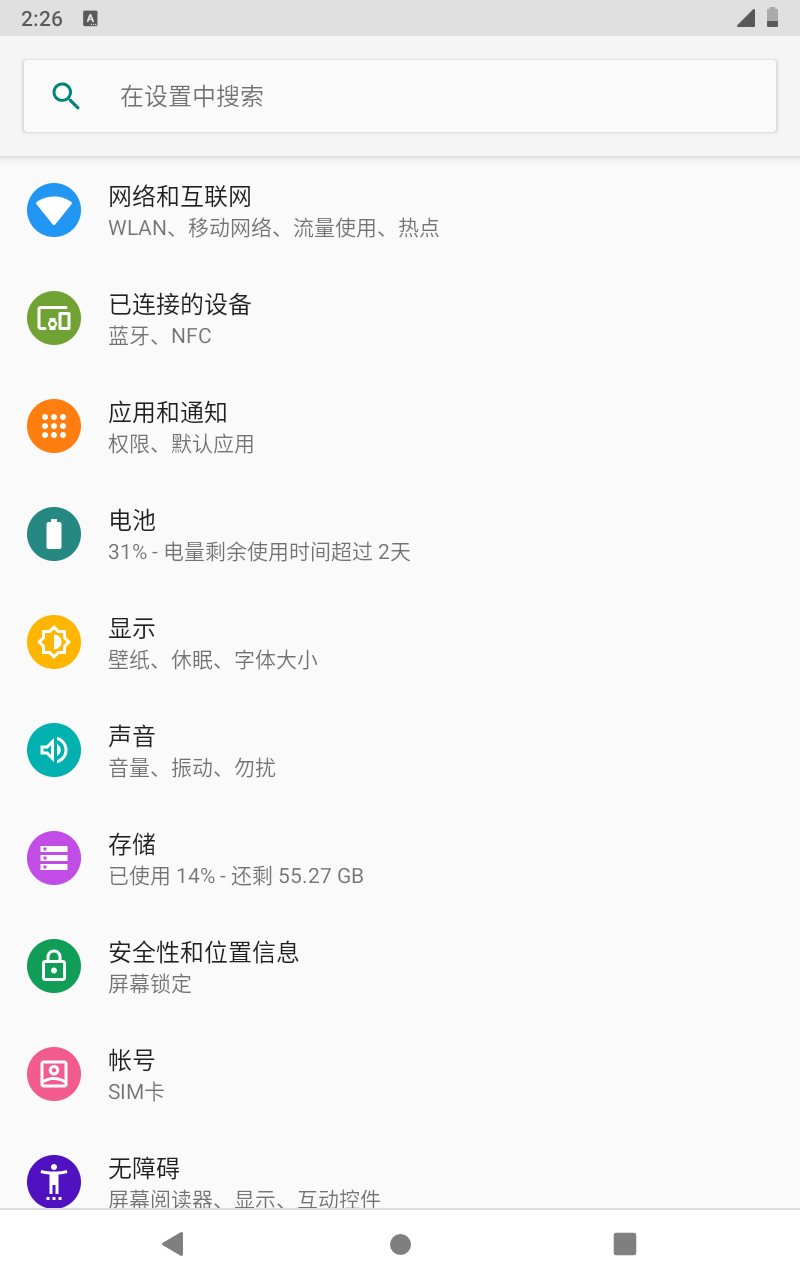 2:26
在设置中搜索
网络和互联网
WLAN、移动网络、流量使用、热点
已连接的设备
蓝牙、NFC
应用和通知
权限、默认应用
电池
31% - 电量剩余使用时间超过 2天
显示
壁纸、休眠、字体大小
声音
音量、振动、勿扰
存储
已使用 14% - 还剩 55.27 GB
安全性和位置信息
屏幕锁定
帐号
SIM卡
无障碍
屏幕阅读器、显示、互动控件